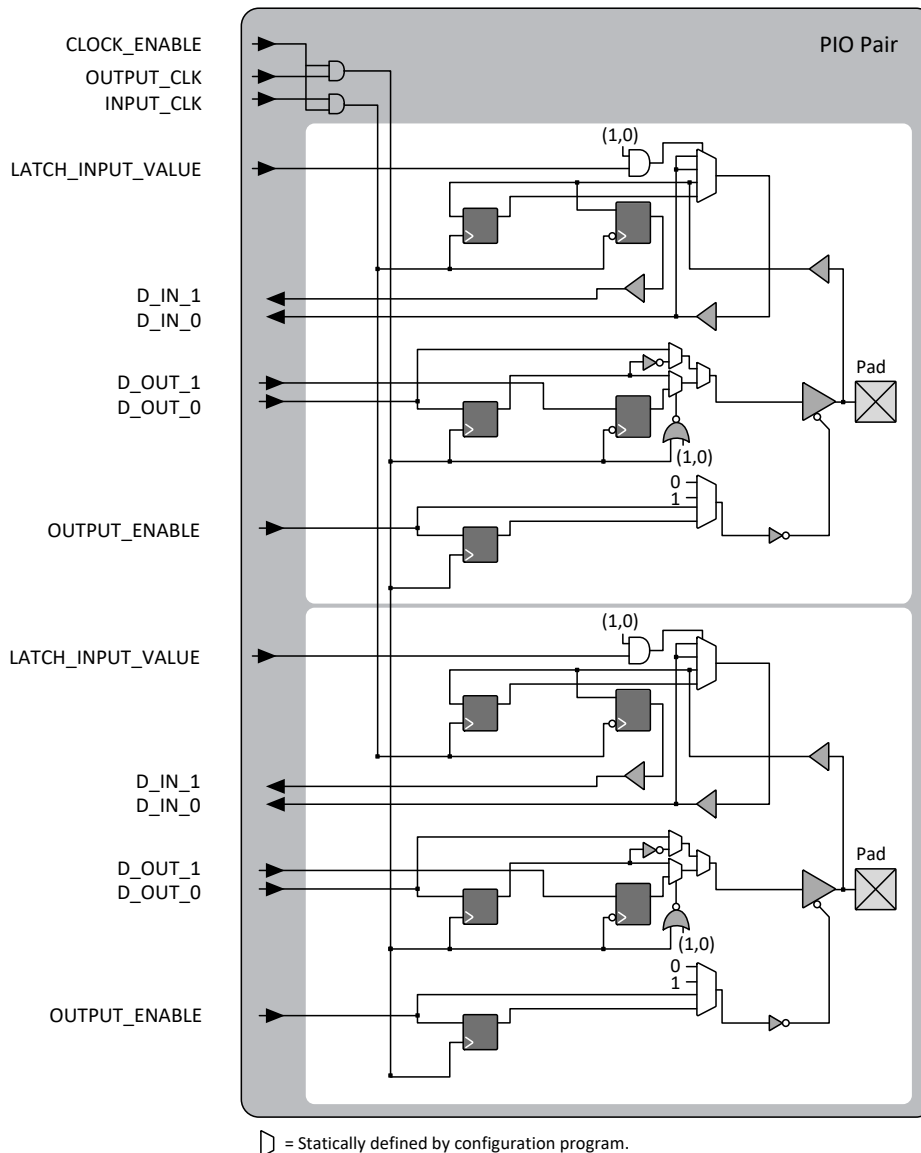 PIO Pair
CLOCK_ENABLE
OUTPUT_CLK
INPUT_CLK
(1,0)
LATCH_INPUT_VALUE
D_IN_1
D_IN_0
D_OUT_1
D_OUT_0
Pad
(1,0)
0
1
OUTPUT_ENABLE
(1,0)
LATCH_INPUT_VALUE
D_IN_1
D_IN_0
D_OUT_1
D_OUT_0
Pad
(1,0)
0
1
OUTPUT_ENABLE
= Statically defined by configuration program.